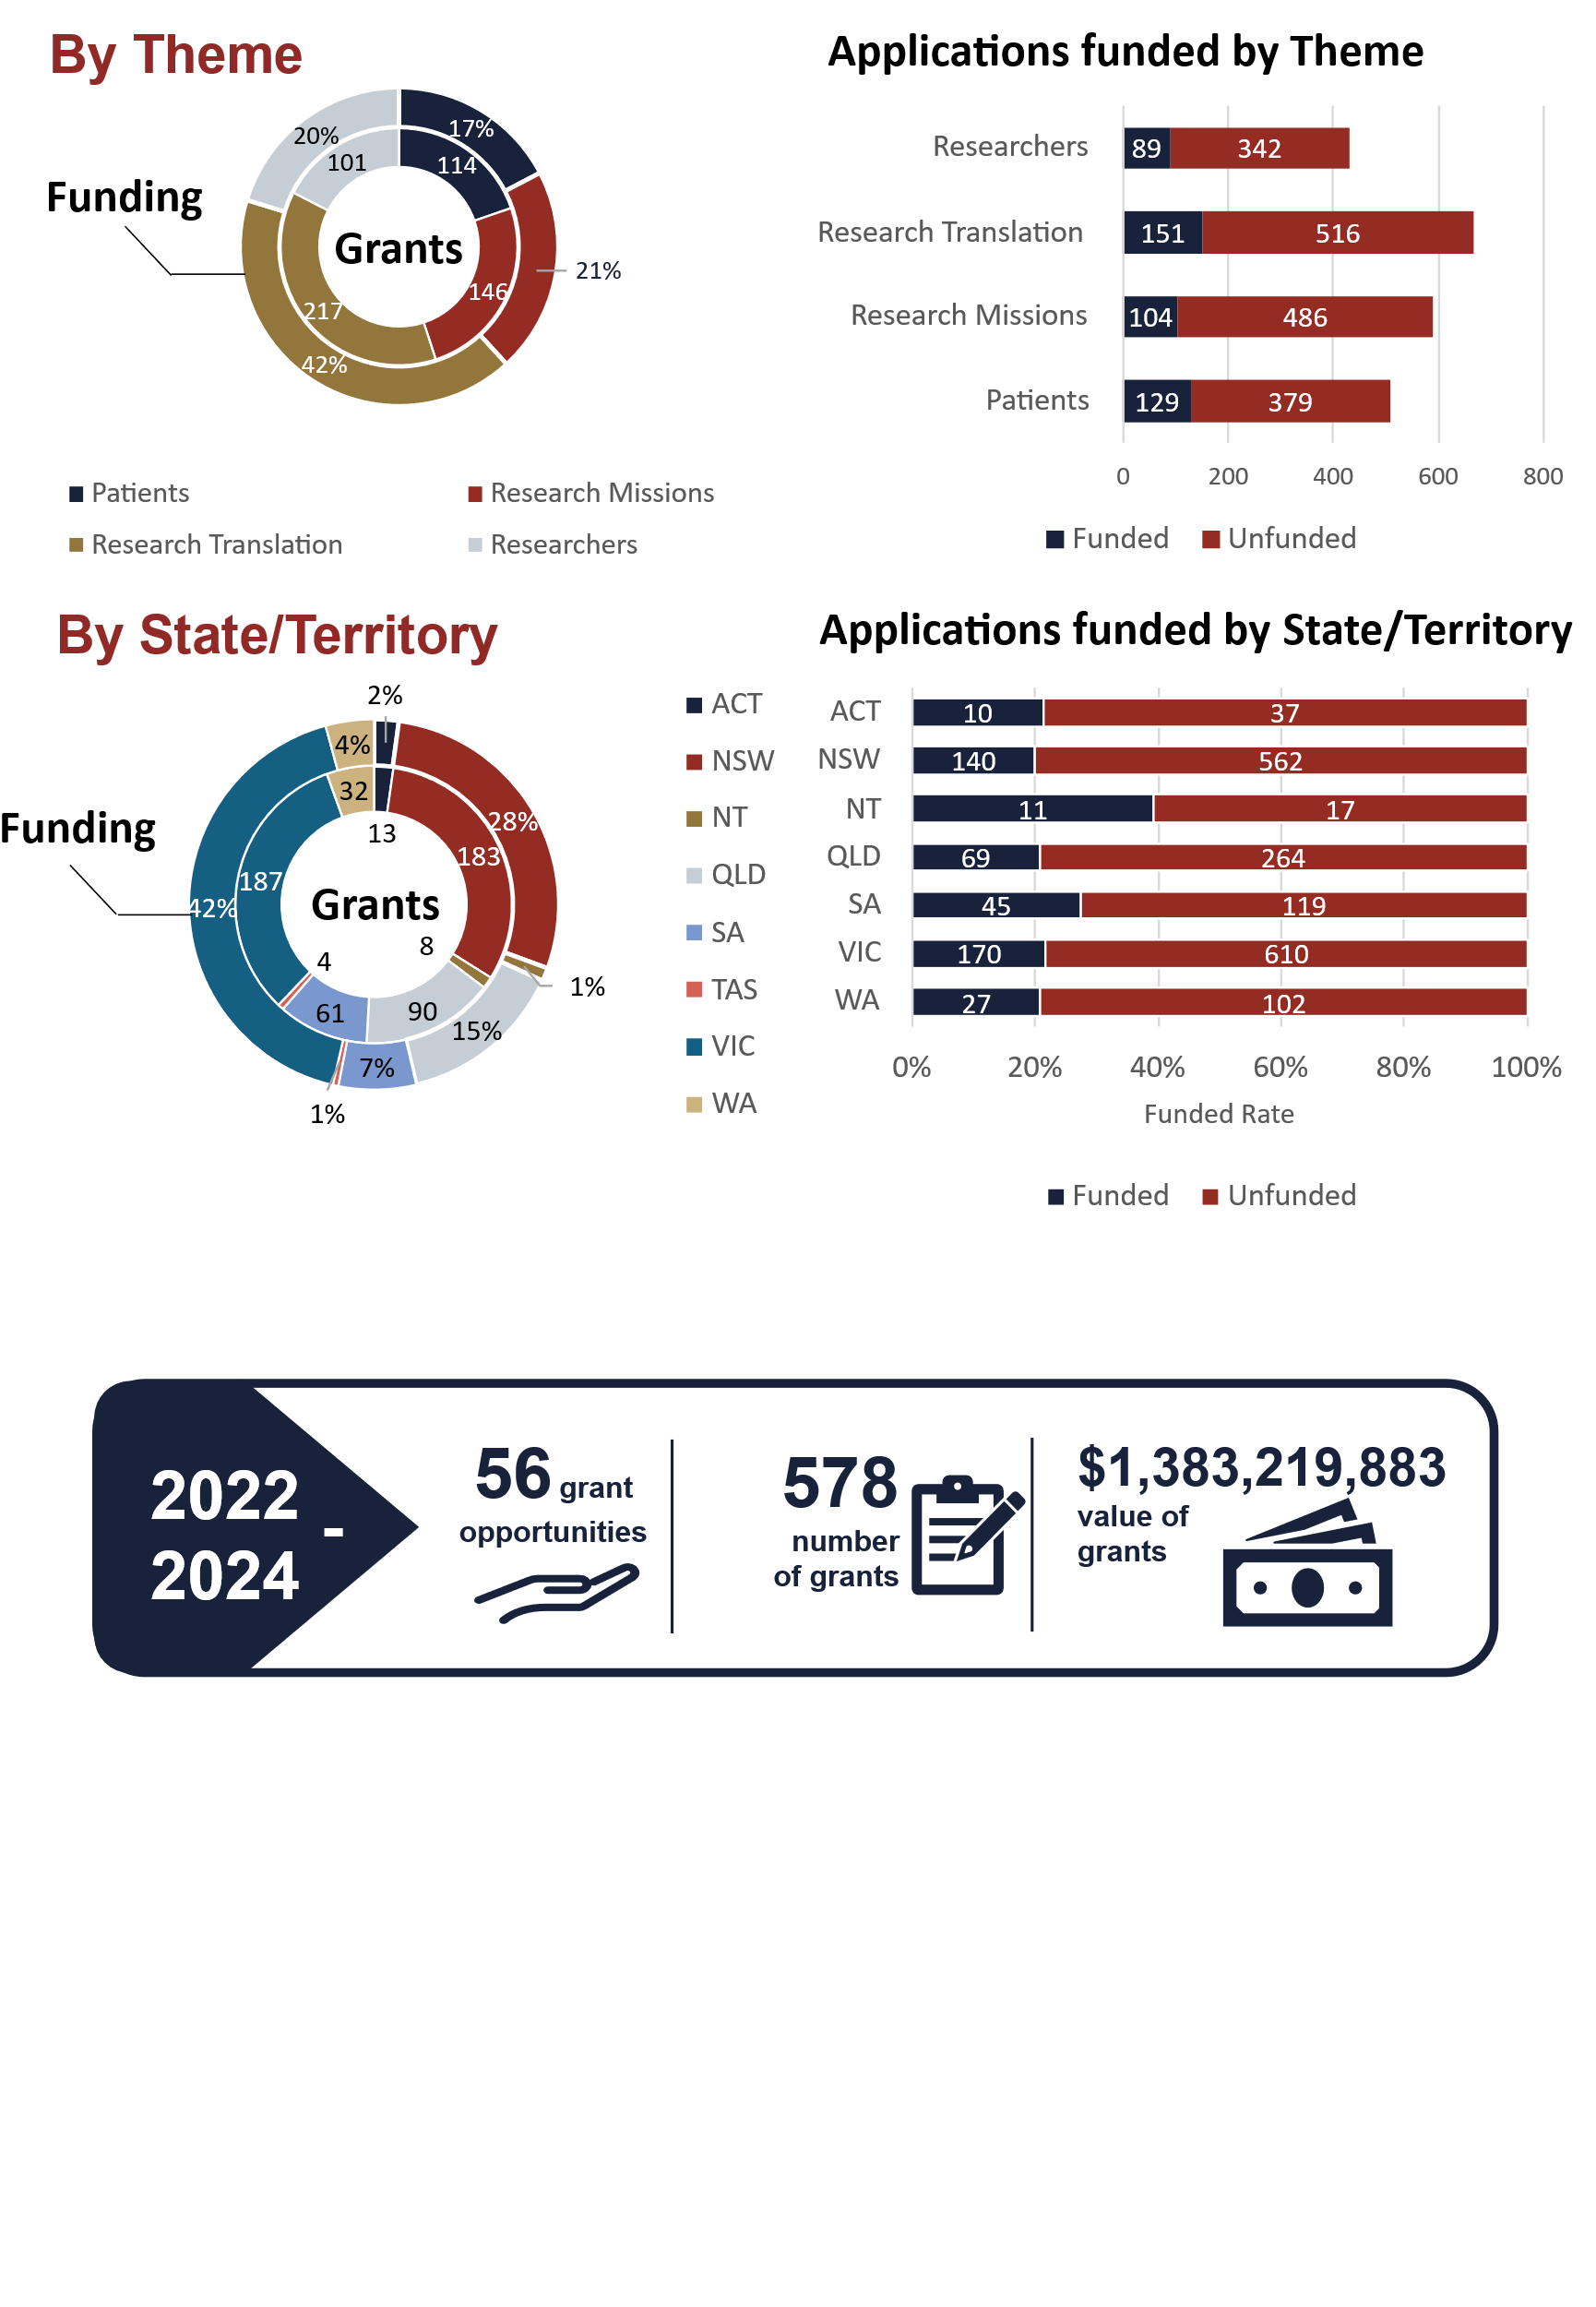 By Theme
Funding
Grants
17%
21%
42%
20%
114
146
217
101
Patients
Research Missions
Research Translation
Researchers
Applications funded by Theme
Researchers 89 342
Research Translation 151 516
Research Missions 104 486
Patients 129 379
0 200 400 600 800
Funded Unfunded
By State/Territory
Funding
Grants
2%
28%
1%
15%
7%
1%
42%
4%
13
183
8
90
61
4
187
32
ACT
NSW
NT
QLD
SA
TAS
VIC
WA
Applications funded by State/Territory
ACT 10 37
NSW 140 562
NT 11 17
QLD 69 264
SA 45 119
VIC 170 610
WA 27 102
0% 20% 40% 60% 80% 100%
Funded Rate
Funded Unfunded
2022 -
2024
56 grant
opportunities
578
number
of grants
$1,383,219,883
value of
grants